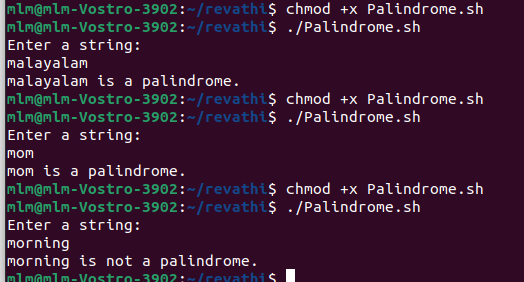 mlm@mlm-Vostro-3902:~/revathi$ chmod +x Palindrome.sh
mlm@mlm-Vostro-3902:~/revathi$ ./Palindrome.sh
Enter a string:
malayalam
malayalam is a palindrome.
mlm@mlm-Vostro-3902:~/revathi$ chmod +x Palindrome.sh
mlm@mlm-Vostro-3902:~/revathi$ ./Palindrome.sh
Enter a string:
mom
mom is a palindrome.
mlm@mlm-Vostro-3902:~/revathi$ chmod +x Palindrome.sh
mlm@mlm-Vostro-3902:~/revathi$ ./Palindrome.sh
Enter a string:
morning
morning is not a palindrome.
mlm@mlm-Vostro-3902:~/revathi$